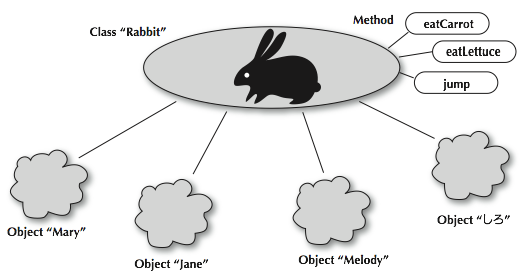 Class “Rabbit”
Method
eatCarrot
eatLettuce
jump
Object “Mary”
Object “Jane”
Object “Melody”
Object “しろ”